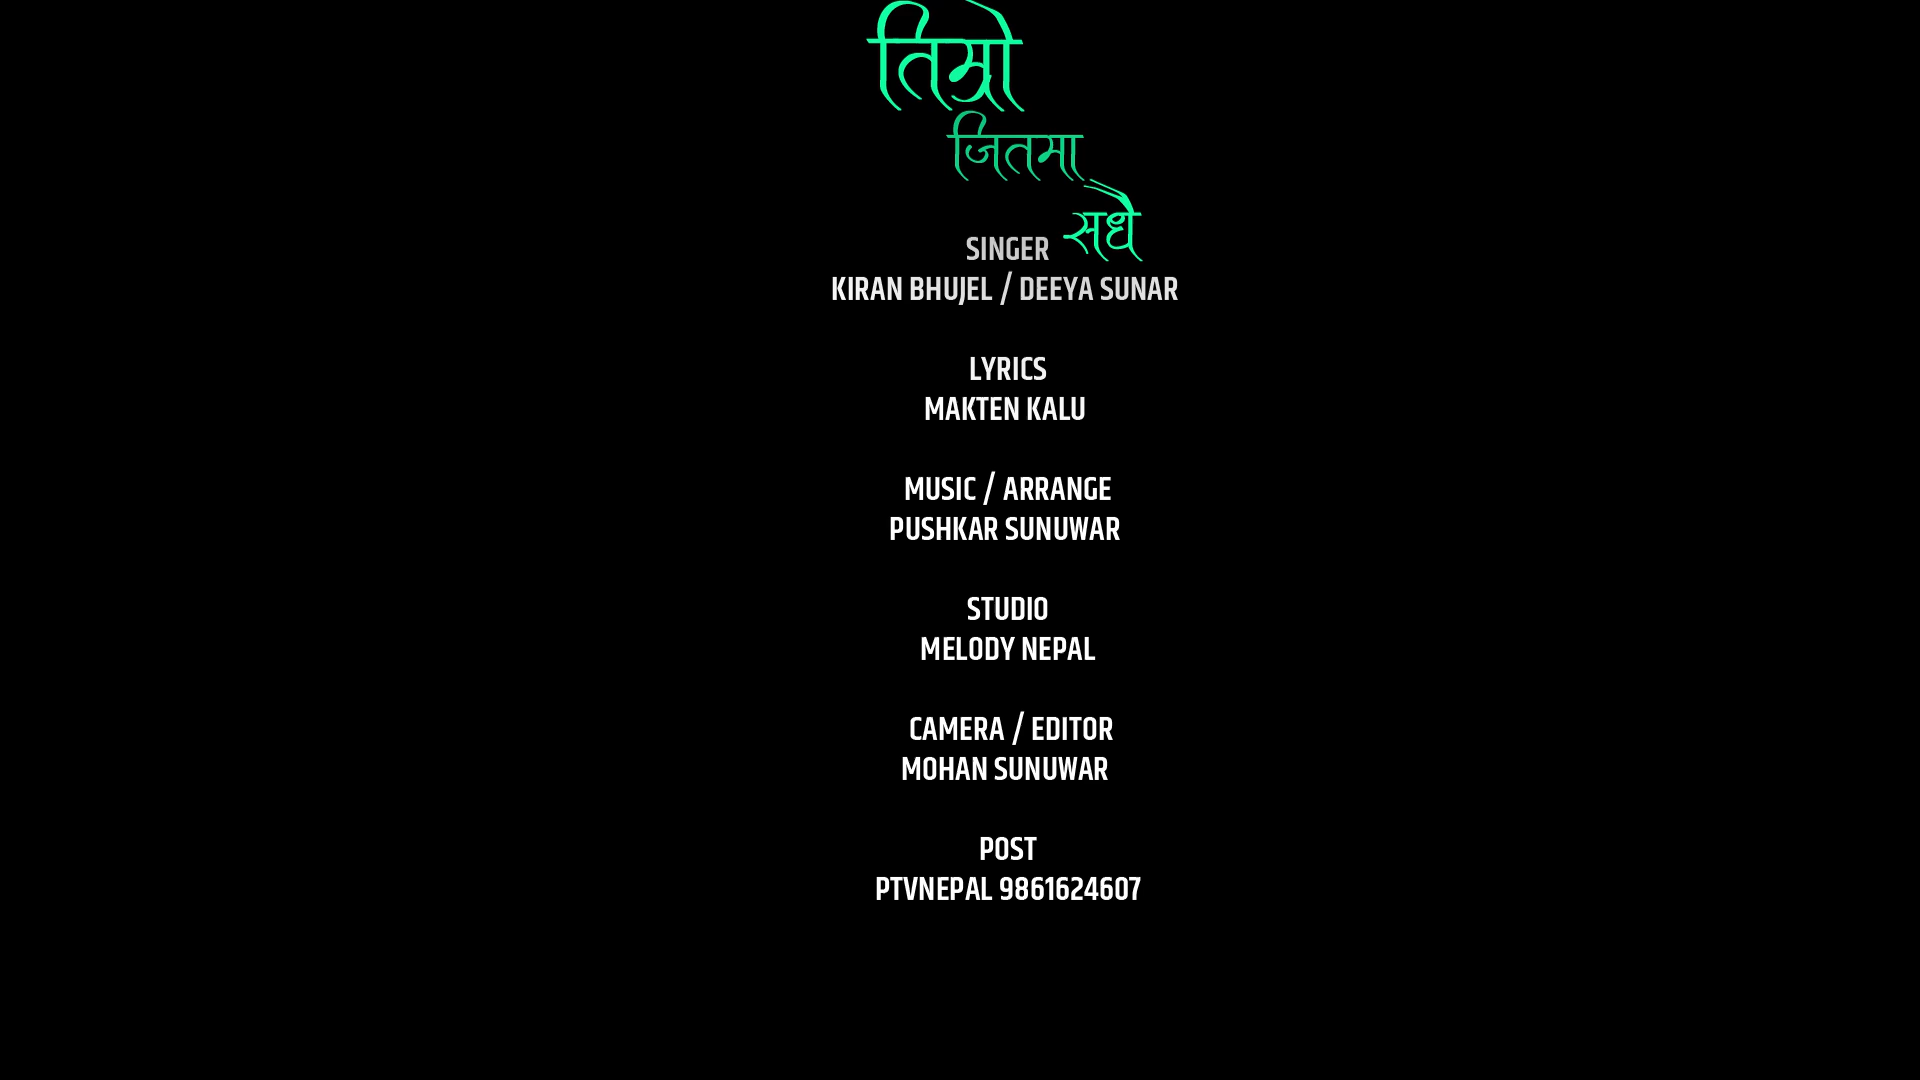 तिम्रो
जितमा
सधै
SINGER
KIRAN BHUJEL / DEEYA SUNAR
LYRICS
MAKTEN KALU
MUSIC / ARRANGE
PUSHKAR SUNUWAR
STUDIO
MELODY NEPAL
CAMERA / EDITOR
MOHAN SUNUWAR
POST
PTVNEPAL 9861624607